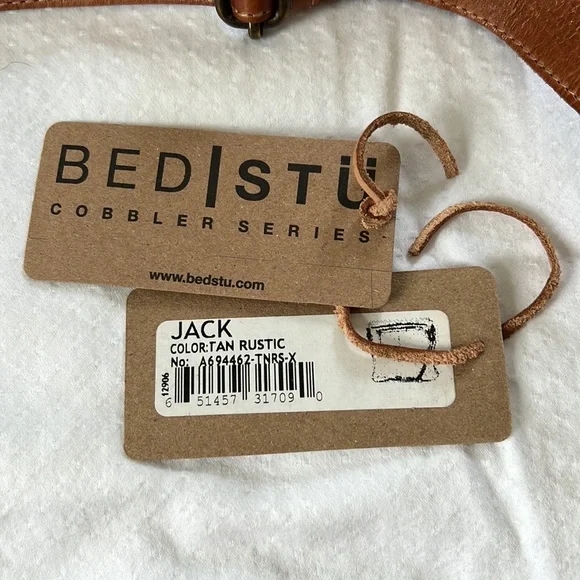 BED|STÜ
COBBLER SERIES
www.bedstu.com
JACK
COLOR:TAN RUSTIC
No: A694462-TNRS-X
12906
6 51457 31709 0